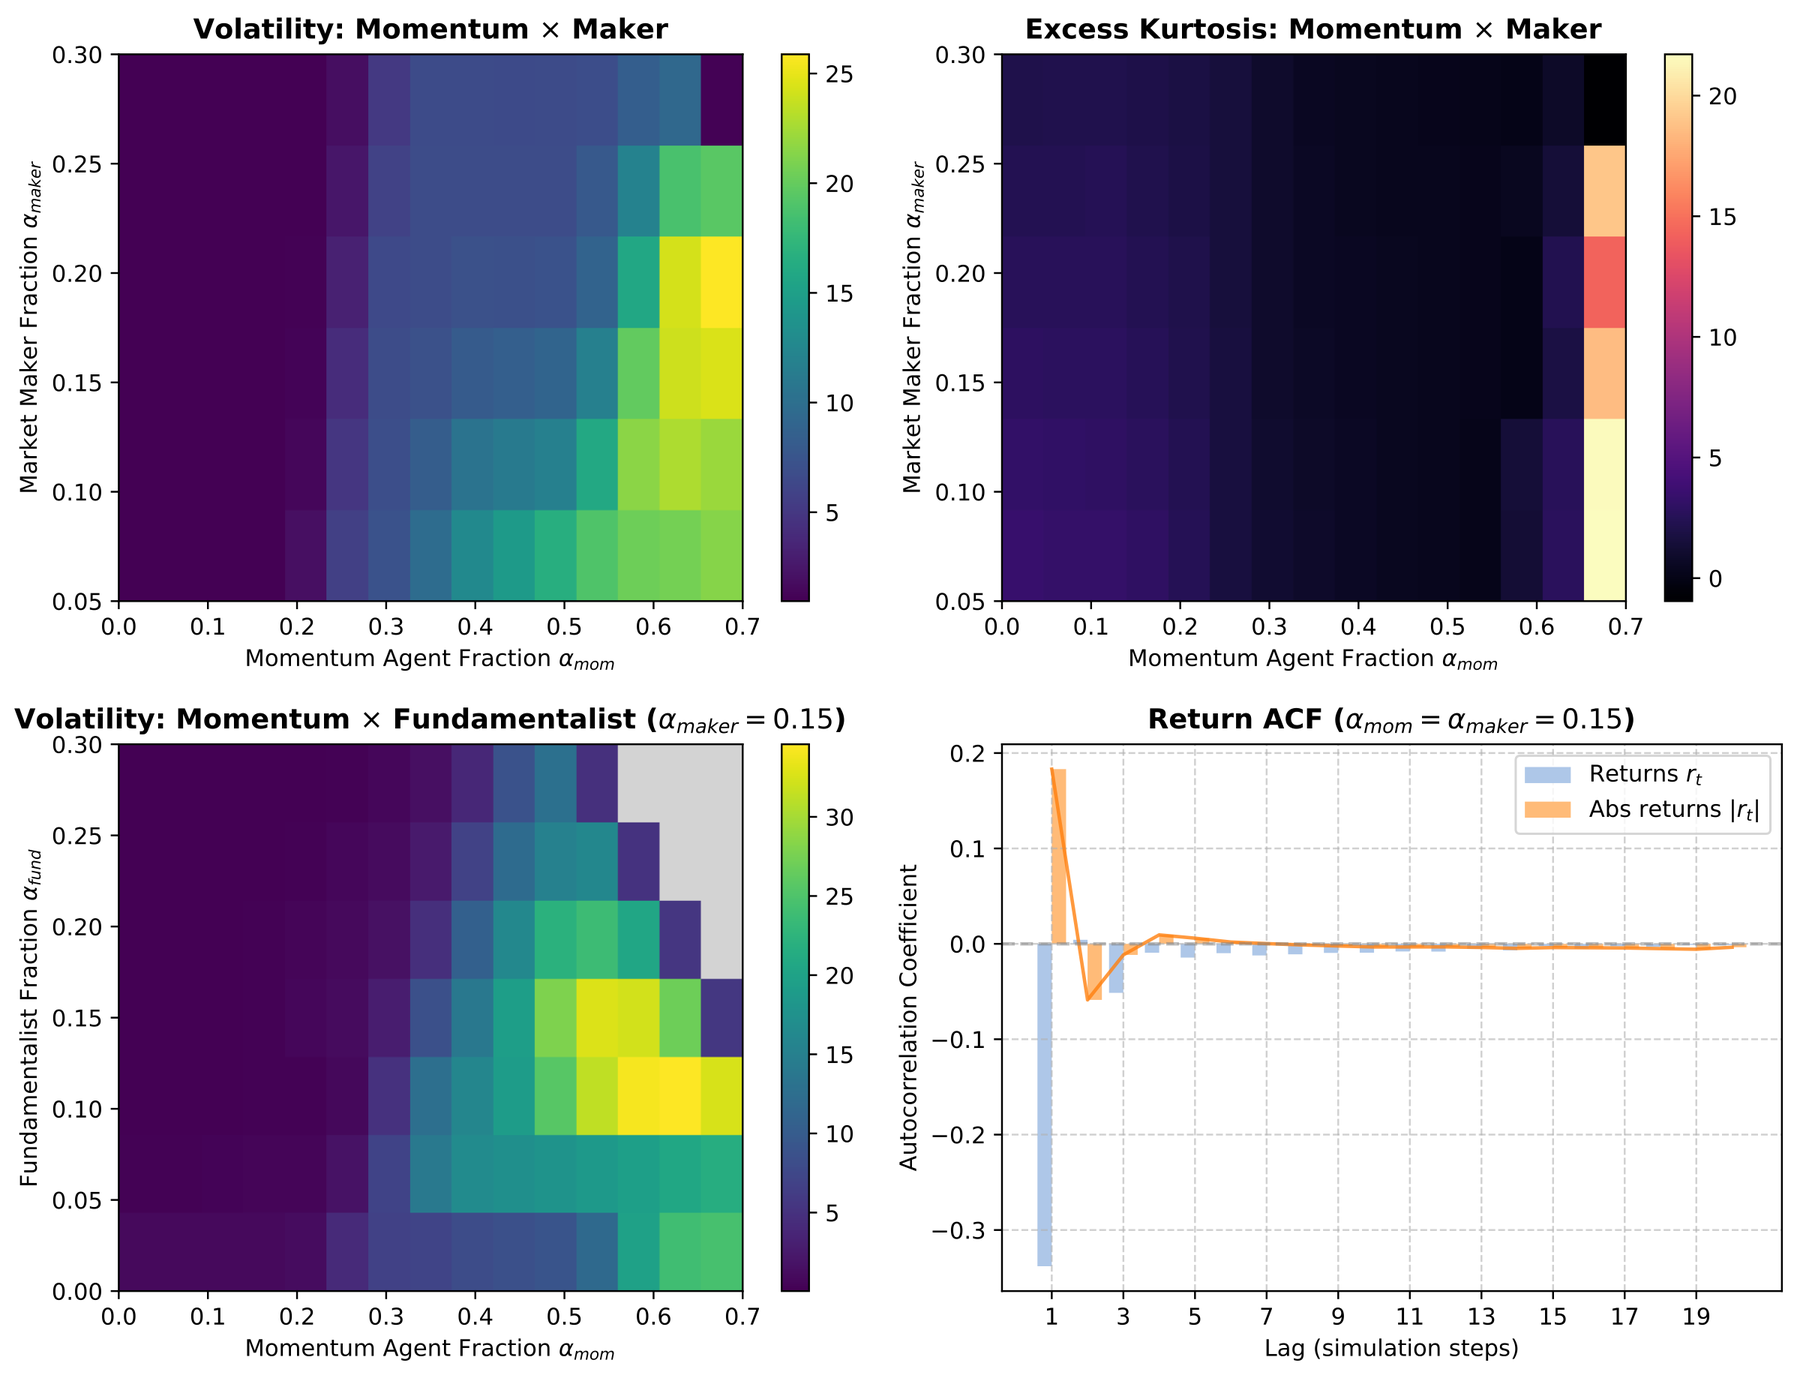 Volatility: Momentum × Maker
0.30
0.25
0.20
0.15
0.10
0.05
Market Maker Fraction α_maker
0.0 0.1 0.2 0.3 0.4 0.5 0.6 0.7
Momentum Agent Fraction α_mom
25
20
15
10
5
Excess Kurtosis: Momentum × Maker
0.30
0.25
0.20
0.15
0.10
0.05
Market Maker Fraction α_maker
0.0 0.1 0.2 0.3 0.4 0.5 0.6 0.7
Momentum Agent Fraction α_mom
20
15
10
5
0
Volatility: Momentum × Fundamentalist (α_maker = 0.15)
0.30
0.25
0.20
0.15
0.10
0.05
0.00
Fundamentalist Fraction α_fund
0.0 0.1 0.2 0.3 0.4 0.5 0.6 0.7
Momentum Agent Fraction α_mom
30
25
20
15
10
5
Return ACF (α_mom = α_maker = 0.15)
0.2
0.1
0.0
−0.1
−0.2
−0.3
Autocorrelation Coefficient
Returns r_t
Abs returns |r_t|
1 3 5 7 9 11 13 15 17 19
Lag (simulation steps)